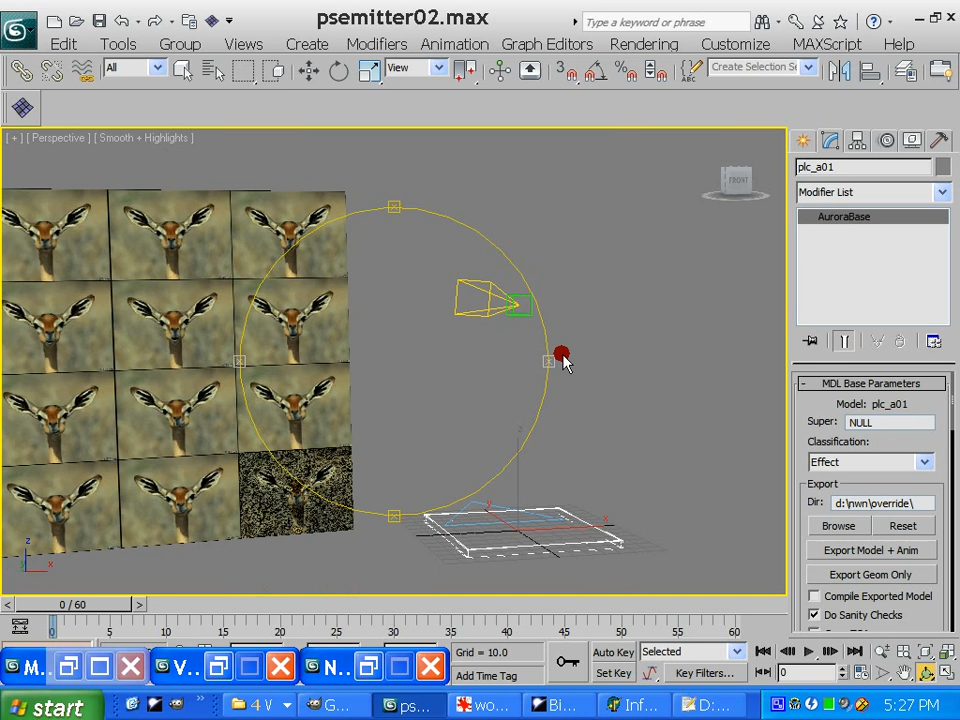 psemitter02.max
Type a keyword or phrase
Edit Tools Group Views Create Modifiers Animation Graph Editors Rendering Customize MAXScript Help
All
View
Create Selection Se
[ + ] [ Perspective ] [ Smooth + Highlights ]
FRONT
plc_a01
Modifier List
AuroraBase
MDL Base Parameters
Model: plc_a01
Super: NULL
Classification:
Effect
Export
Dir: d:\nwn\override\
Browse Reset
Export Model + Anim
Export Geom Only
Compile Exported Model
Do Sanity Checks
z
x
z
x
0 / 60
0 5 10 15 20 25 30 35 40 45 50 55 60
M... V... N...
Grid = 10.0
Add Time Tag
Auto Key Selected
Set Key Key Filters...
0
start
4 V
G...
ps...
wo...
Bi...
Inf...
D:...
5:27 PM